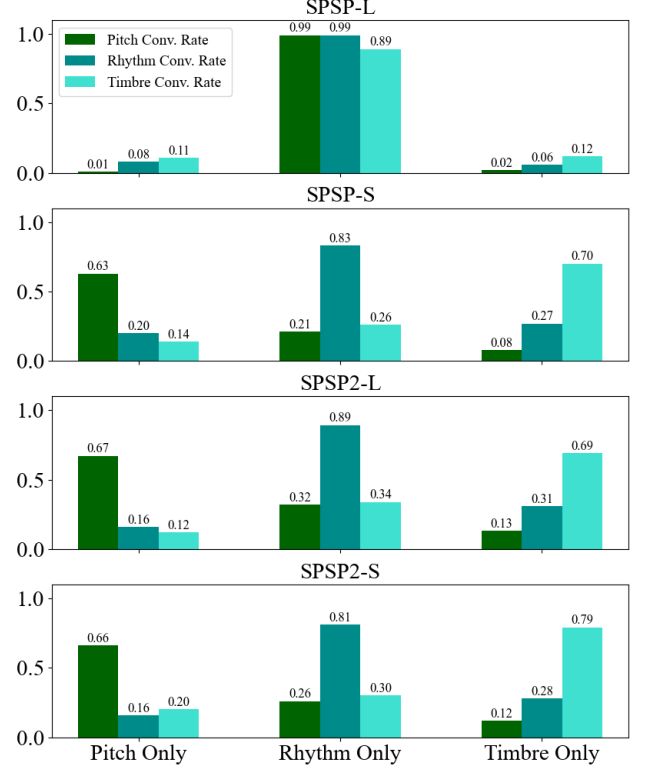 SPSP-L
1.0
0.5
0.0
Pitch Conv. Rate
Rhythm Conv. Rate
Timbre Conv. Rate
0.01 0.08 0.11
0.99 0.99 0.89
0.02 0.06 0.12
SPSP-S
1.0
0.5
0.0
0.63 0.20 0.14
0.21 0.83 0.26
0.08 0.27 0.70
SPSP2-L
1.0
0.5
0.0
0.67 0.16 0.12
0.32 0.89 0.34
0.13 0.31 0.69
SPSP2-S
1.0
0.5
0.0
0.66 0.16 0.20
0.26 0.81 0.30
0.12 0.28 0.79
Pitch Only Rhythm Only Timbre Only